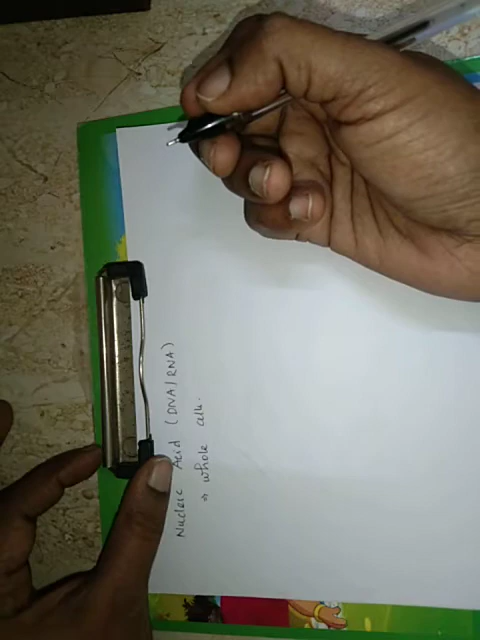 Nucleic Acid (DNA/RNA)
⇒ whole cell.